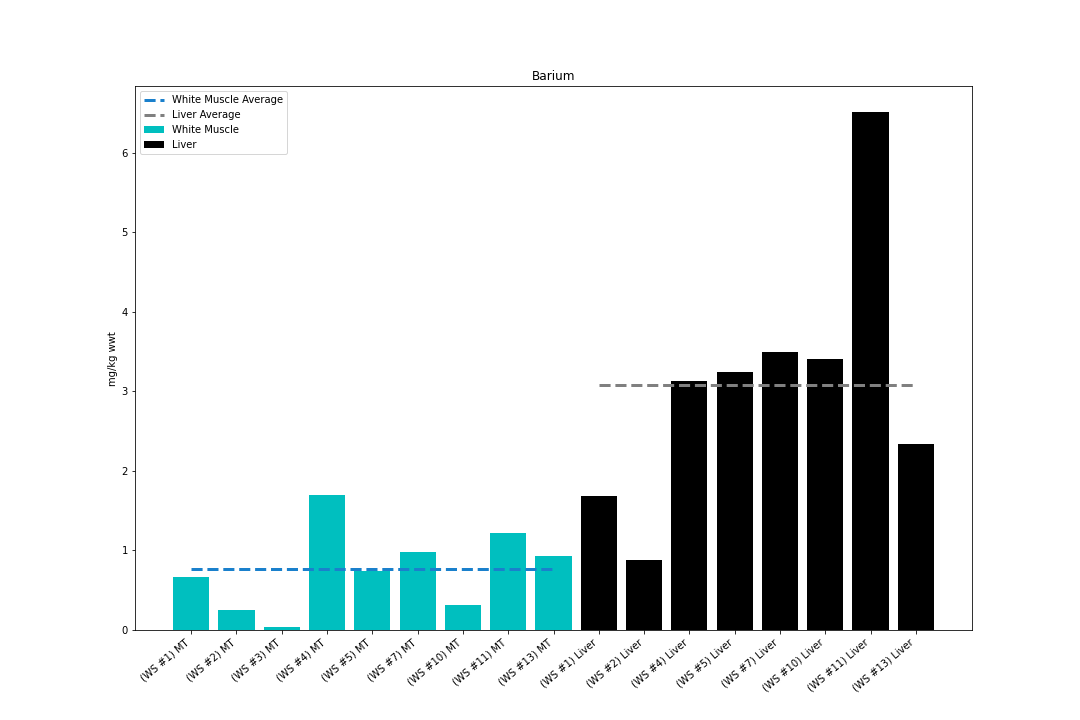 Barium
White Muscle Average
Liver Average
White Muscle
Liver
mg/kg wwt
6
5
4
3
2
1
0
(WS #1) MT
(WS #2) MT
(WS #3) MT
(WS #4) MT
(WS #5) MT
(WS #7) MT
(WS #10) MT
(WS #11) MT
(WS #13) MT
(WS #1) Liver
(WS #2) Liver
(WS #4) Liver
(WS #5) Liver
(WS #7) Liver
(WS #10) Liver
(WS #11) Liver
(WS #13) Liver